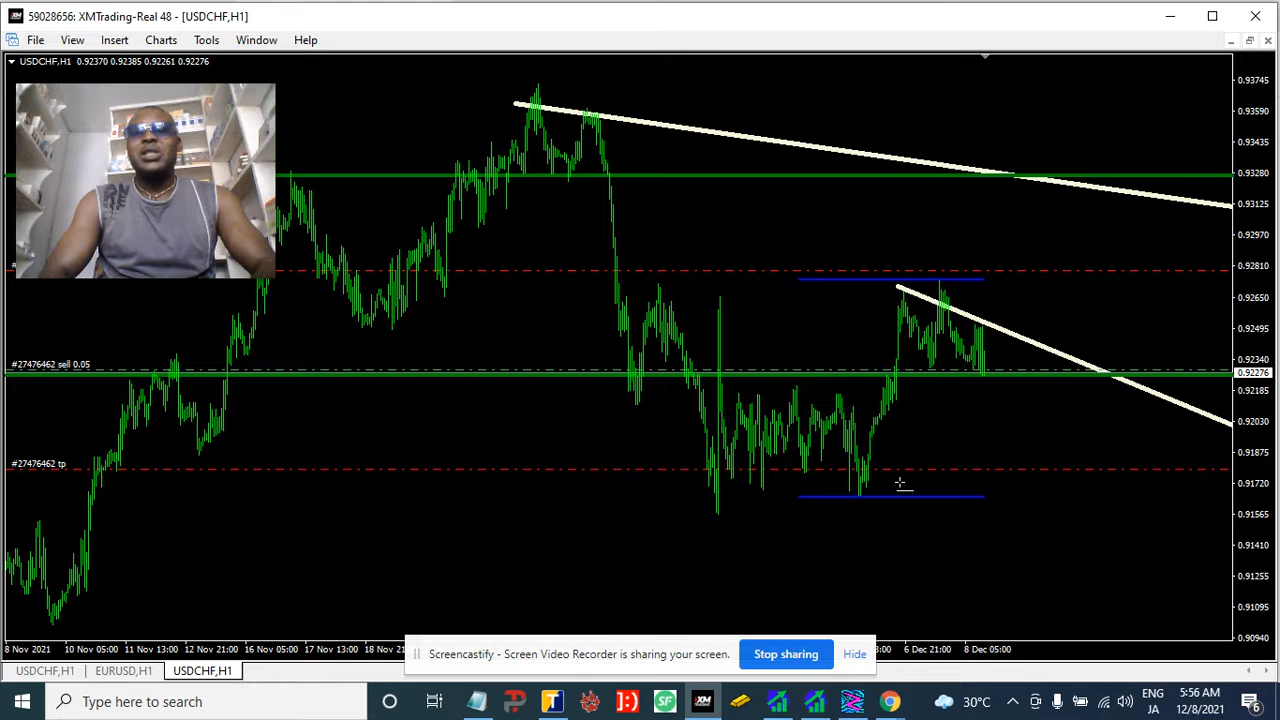 59028656: XMTrading-Real 48 - [USDCHF,H1]
File View Insert Charts Tools Window Help
USDCHF,H1 0.92370 0.92385 0.92261 0.92276
0.93745
0.93590
0.93435
0.93280
0.93125
0.92970
0.92810
0.92650
0.92495
#27476462 sell 0.05
0.92340
0.92276
0.92185
0.92030
#27476462 tp
0.91875
0.91720
0.91565
0.91410
0.91255
0.91095
0.90940
8 Nov 2021 10 Nov 05:00 11 Nov 13:00 12 Nov 21:00 16 Nov 05:00 17 Nov 13:00 18 Nov 6 Dec 21:00 8 Dec 05:00
Screencastify - Screen Video Recorder is sharing your screen. Stop sharing Hide
USDCHF,H1 EURUSD,H1 USDCHF,H1
Type here to search
30°C
ENG
JA
5:56 AM
12/8/2021
6